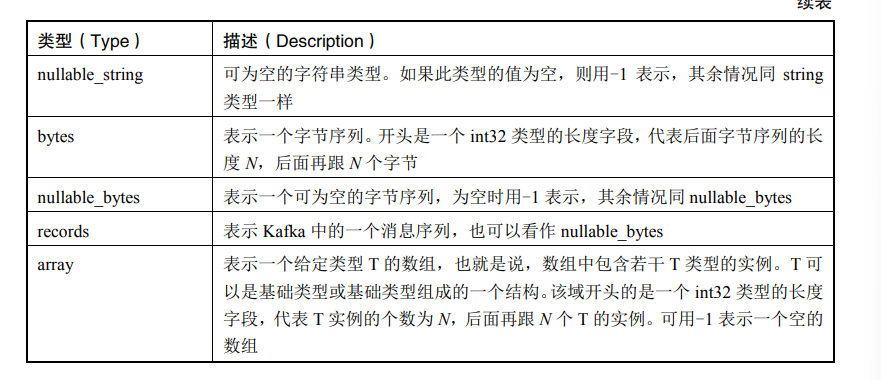 续表
类型（Type） 描述（Description）
nullable_string 可为空的字符串类型。如果此类型的值为空，则用-1 表示，其余情况同 string
类型一样
bytes 表示一个字节序列。开头是一个 int32 类型的长度字段，代表后面字节序列的长
度 N，后面再跟 N 个字节
nullable_bytes 表示一个可为空的字节序列，为空时用-1 表示，其余情况同 nullable_bytes
records 表示 Kafka 中的一个消息序列，也可以看作 nullable_bytes
array 表示一个给定类型 T 的数组，也就是说，数组中包含若干 T 类型的实例。T 可
以是基础类型或基础类型组成的一个结构。该域开头的是一个 int32 类型的长度
字段，代表 T 实例的个数为 N，后面再跟 N 个 T 的实例。可用-1 表示一个空的
数组